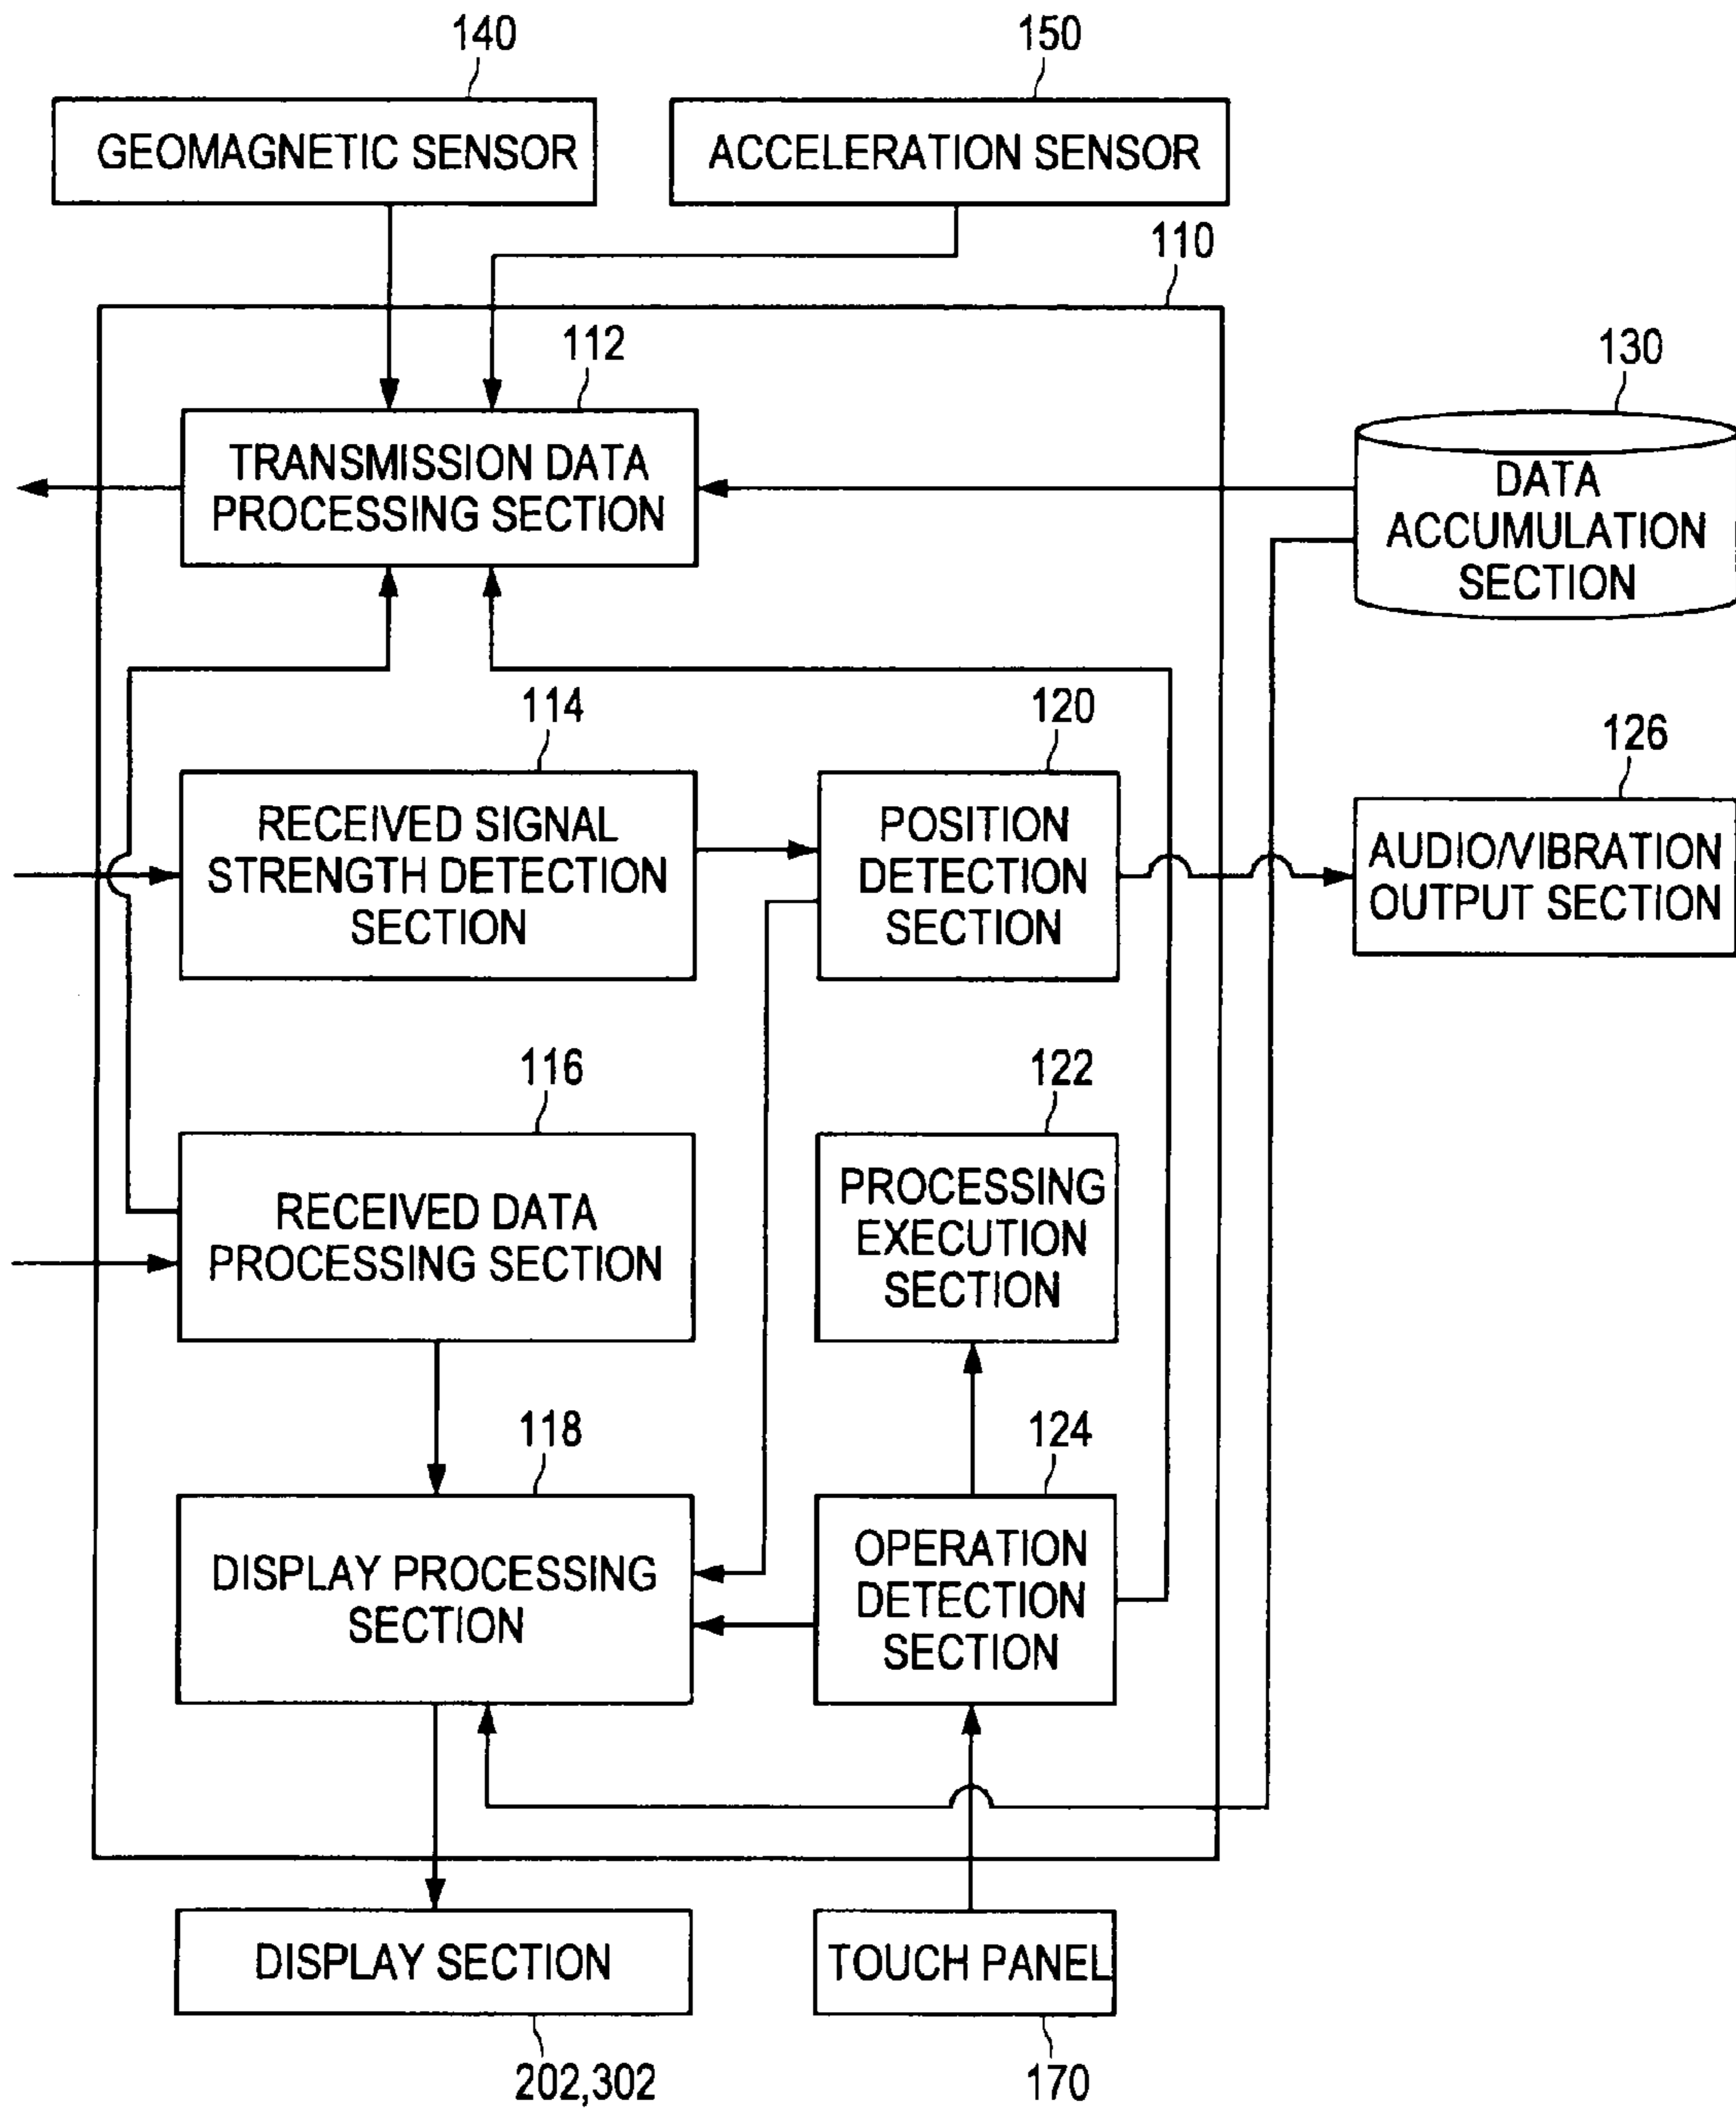 140
150
GEOMAGNETIC SENSOR
ACCELERATION SENSOR
110
112
130
TRANSMISSION DATA
PROCESSING SECTION
DATA
ACCUMULATION
SECTION
114
120
126
RECEIVED SIGNAL
STRENGTH DETECTION
SECTION
POSITION
DETECTION
SECTION
AUDIO/VIBRATION
OUTPUT SECTION
116
122
RECEIVED DATA
PROCESSING SECTION
PROCESSING
EXECUTION
SECTION
118
124
DISPLAY PROCESSING
SECTION
OPERATION
DETECTION
SECTION
DISPLAY SECTION
TOUCH PANEL
202,302
170